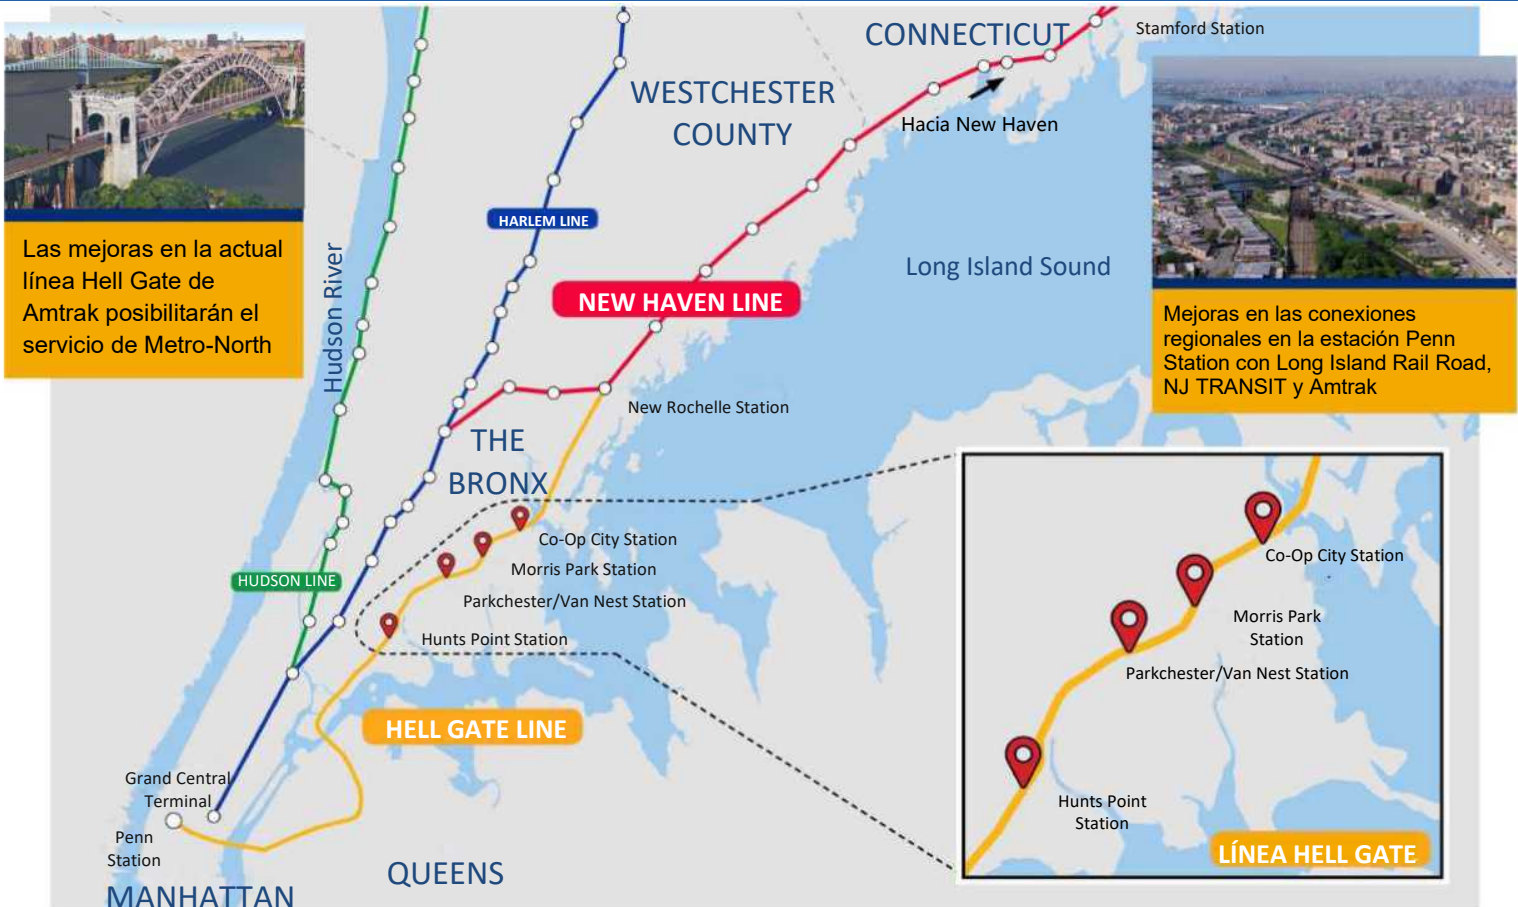 CONNECTICUT
Stamford Station
WESTCHESTER
COUNTY
Hacia New Haven
HARLEM LINE
Las mejoras en la actual
línea Hell Gate de
Amtrak posibilitarán el
servicio de Metro-North
Hudson River
Long Island Sound
NEW HAVEN LINE
Mejoras en las conexiones
regionales en la estación Penn
Station con Long Island Rail Road,
NJ TRANSIT y Amtrak
New Rochelle Station
THE
BRONX
Co-Op City Station
Morris Park Station
Parkchester/Van Nest Station
Hunts Point Station
HUDSON LINE
HELL GATE LINE
Grand Central
Terminal
Penn
Station
MANHATTAN
QUEENS
Co-Op City Station
Morris Park
Station
Parkchester/Van Nest Station
Hunts Point
Station
LÍNEA HELL GATE